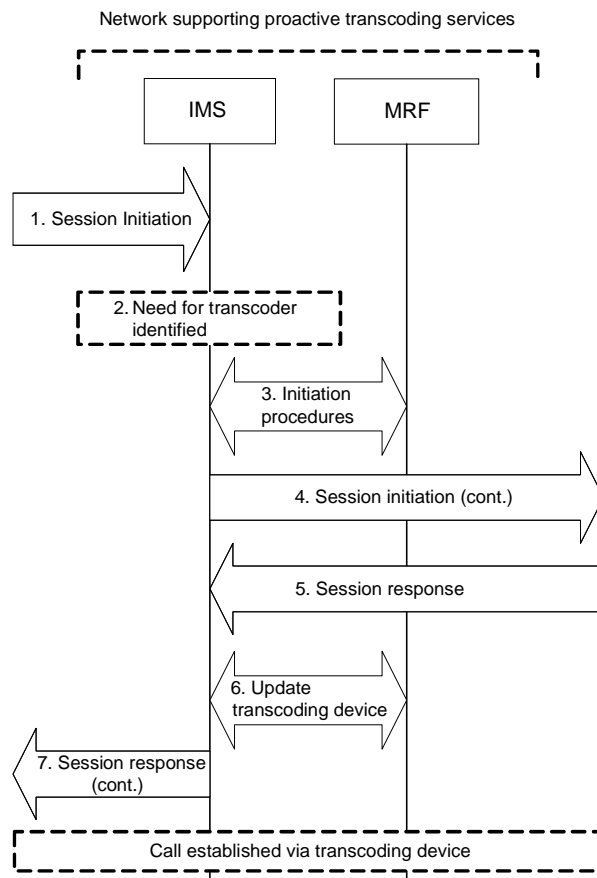 Network supporting proactive transcoding services
IMS
MRF
1. Session Initiation
2. Need for transcoder
identified
3. Initiation
procedures
4. Session initiation (cont.)
5. Session response
6. Update
transcoding device
7. Session response
(cont.)
Call established via transcoding device